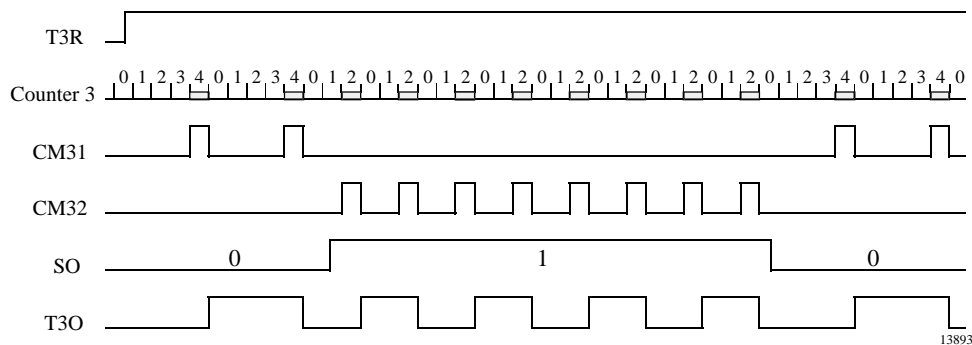 T3R
0 1 2 3 4 0 1 2 3 4 0 1 2 0 1 2 0 1 2 0 1 2 0 1 2 0 1 2 0 1 2 0 1 2 0 1 2 3 4 0 1 2 3 4 0
Counter 3
CM31
CM32
SO 0 1 0
T3O
13893